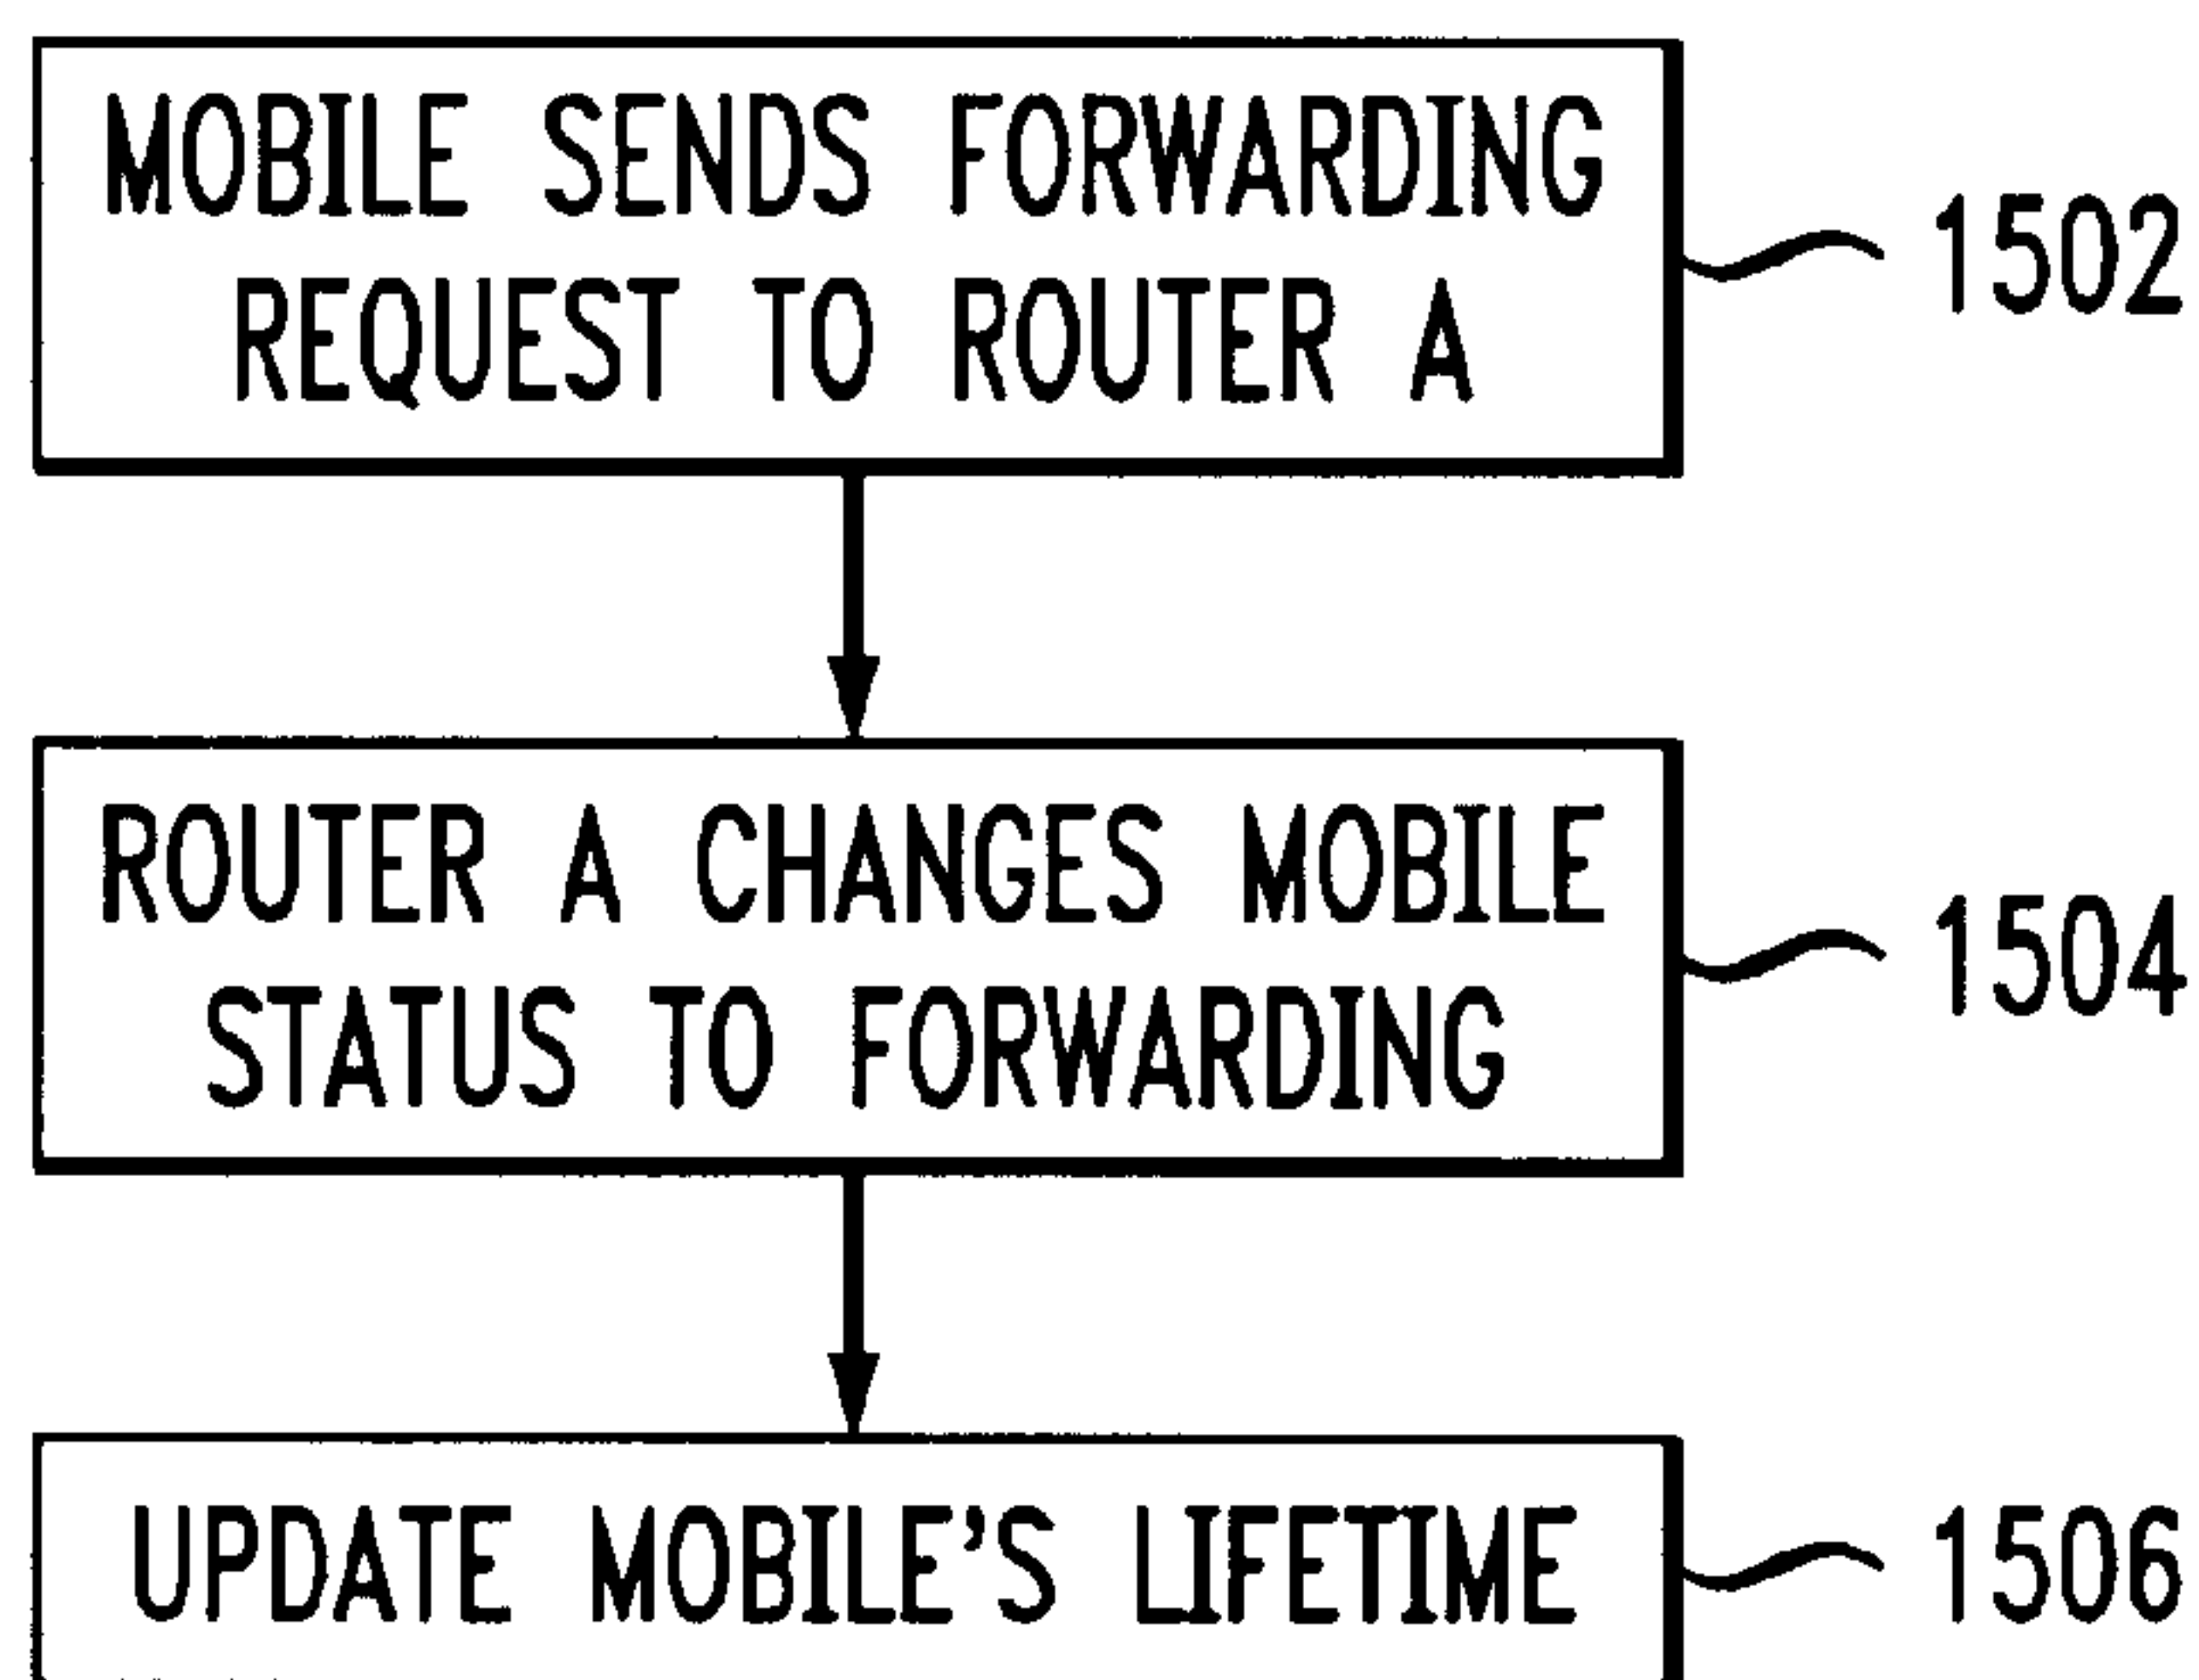 MOBILE SENDS FORWARDING
REQUEST TO ROUTER A
1502
ROUTER A CHANGES MOBILE
STATUS TO FORWARDING
1504
UPDATE MOBILE'S LIFETIME
1506